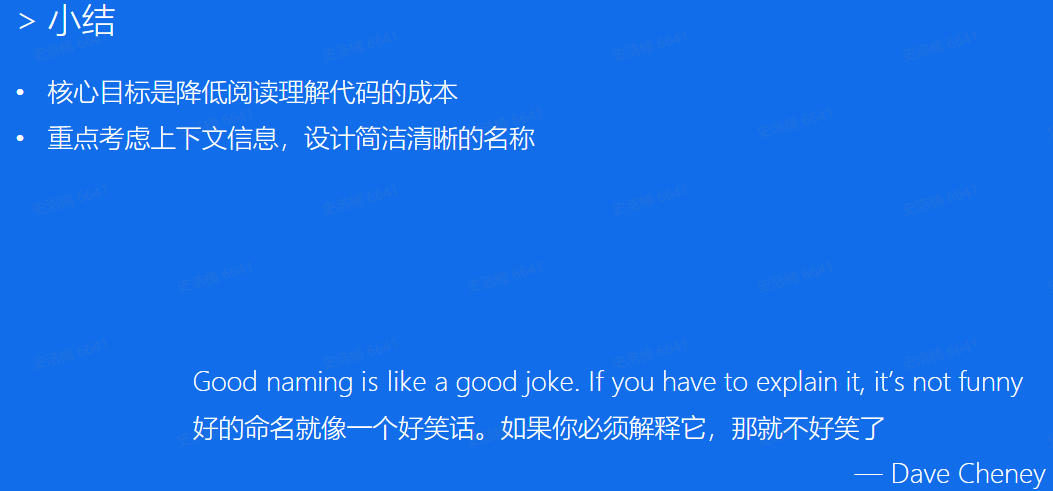 > 小结
• 核心目标是降低阅读理解代码的成本
• 重点考虑上下文信息，设计简洁清晰的名称
Good naming is like a good joke. If you have to explain it, it’s not funny
好的命名就像一个好笑话。如果你必须解释它，那就不好笑了
— Dave Cheney